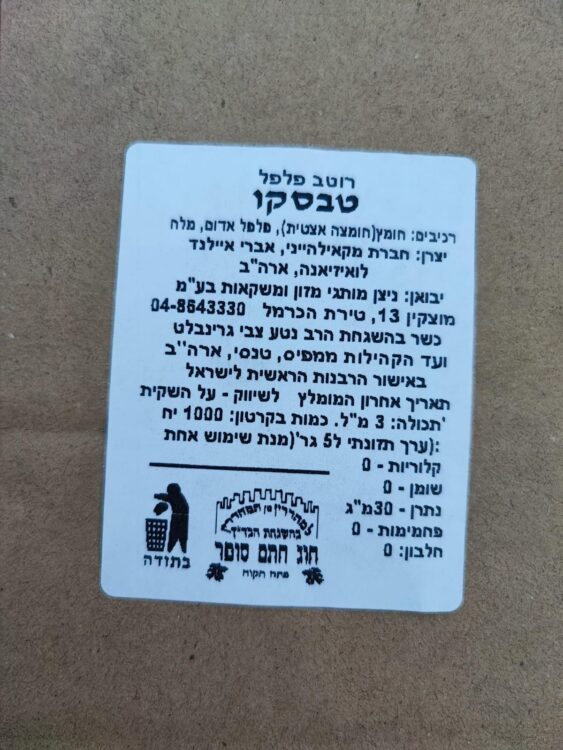 רוטב פלפל
טבסקו
רכיבים: חומץ(חומצה אצטית), פלפל אדום, מלח
יצרן: חברת מקאילהייני, אברי איילנד
לואיזיאנה, ארה"ב
יבואן: ניצן מותגי מזון ומשקאות בע"מ
מוצקין 13, טירת הכרמל 04-8643330
כשר בהשגחת הרב נטע צבי גרינבלט
ועד הקהילות ממפיס, טנסי, ארה"ב
באישור הרבנות הראשית לישראל
תאריך אחרון המומלץ לשיווק - על השקית
'תכולה: 3 מ"ל. כמות בקרטון: 1000 יח
:(ערך תזונתי ל5 גר'(מנת שימוש אחת
קלוריות - 0
שומן - 0
נתרן - 30מ"ג
פחמימות - 0
חלבון: 0
למהדרין מן המהדרין
בהשגחת הבד"ץ
חוג חתם סופר
פתח תקוה
בתודה